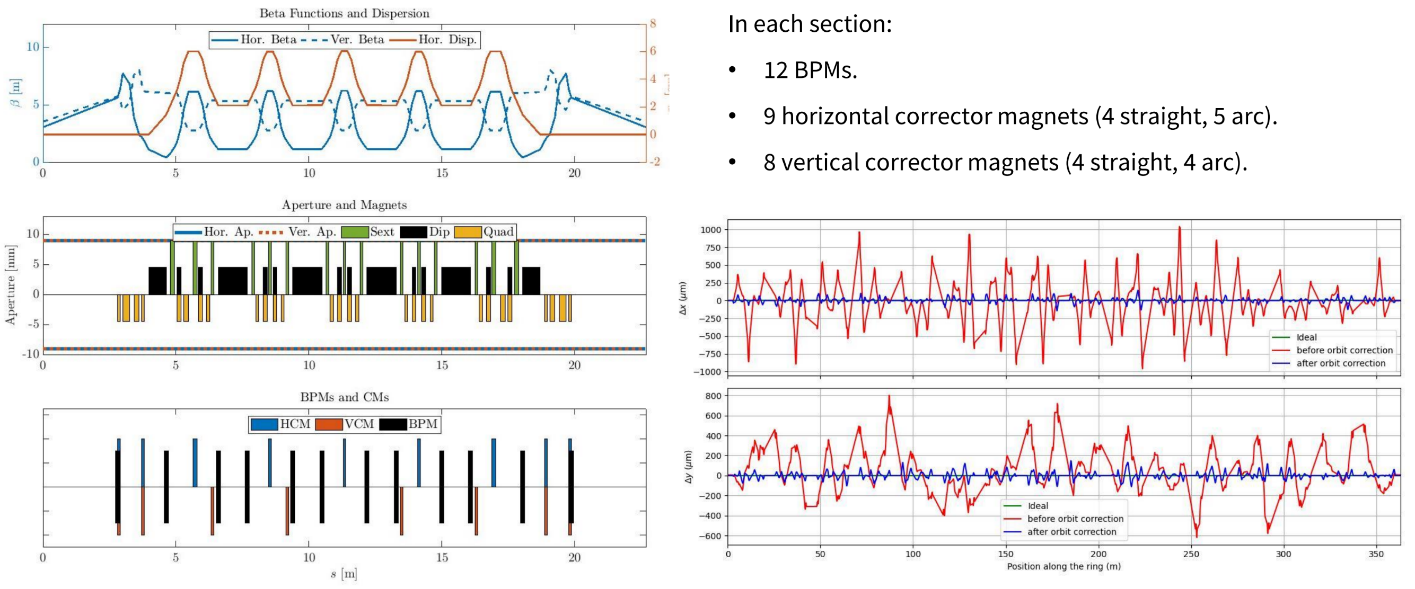 Beta Functions and Dispersion
Hor. Beta Ver. Beta Hor. Disp.
β [m]
10
5
0
8
6
4
2
0
-2
0 5 10 15 20
Aperture and Magnets
Hor. Ap. Ver. Ap. Sext Dip Quad
Aperture [mm]
10
5
0
-5
-10
0 5 10 15 20
BPMs and CMs
HCM VCM BPM
0 5 10 15 20
s [m]
In each section:
• 12 BPMs.
• 9 horizontal corrector magnets (4 straight, 5 arc).
• 8 vertical corrector magnets (4 straight, 4 arc).
Δx (μm)
1000
750
500
250
0
−250
−500
−750
−1000
Ideal
before orbit correction
after orbit correction
Δy (μm)
800
600
400
200
0
−200
−400
−600
Ideal
before orbit correction
after orbit correction
0 50 100 150 200 250 300 350
Position along the ring (m)